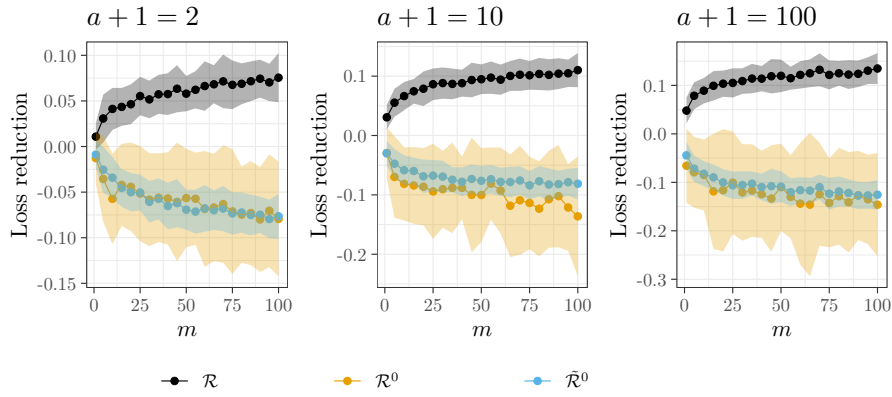 a + 1 = 2
a + 1 = 10
a + 1 = 100
Loss reduction
0.10
0.05
0.00
-0.05
-0.10
-0.15
0 25 50 75 100
m
Loss reduction
0.1
0.0
-0.1
-0.2
0 25 50 75 100
m
Loss reduction
0.1
0.0
-0.1
-0.2
-0.3
0 25 50 75 100
m
ℛ
ℛ⁰
ℛ̃⁰